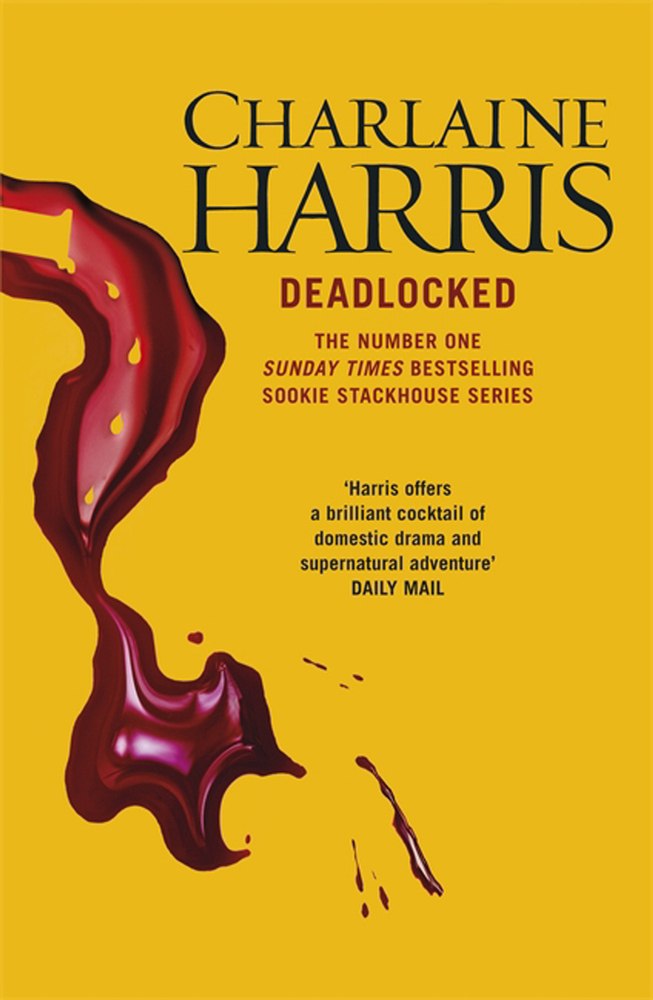 CHARLAINE
HARRIS
DEADLOCKED
THE NUMBER ONE
SUNDAY TIMES BESTSELLING
SOOKIE STACKHOUSE SERIES
‘Harris offers
a brilliant cocktail of
domestic drama and
supernatural adventure’
DAILY MAIL